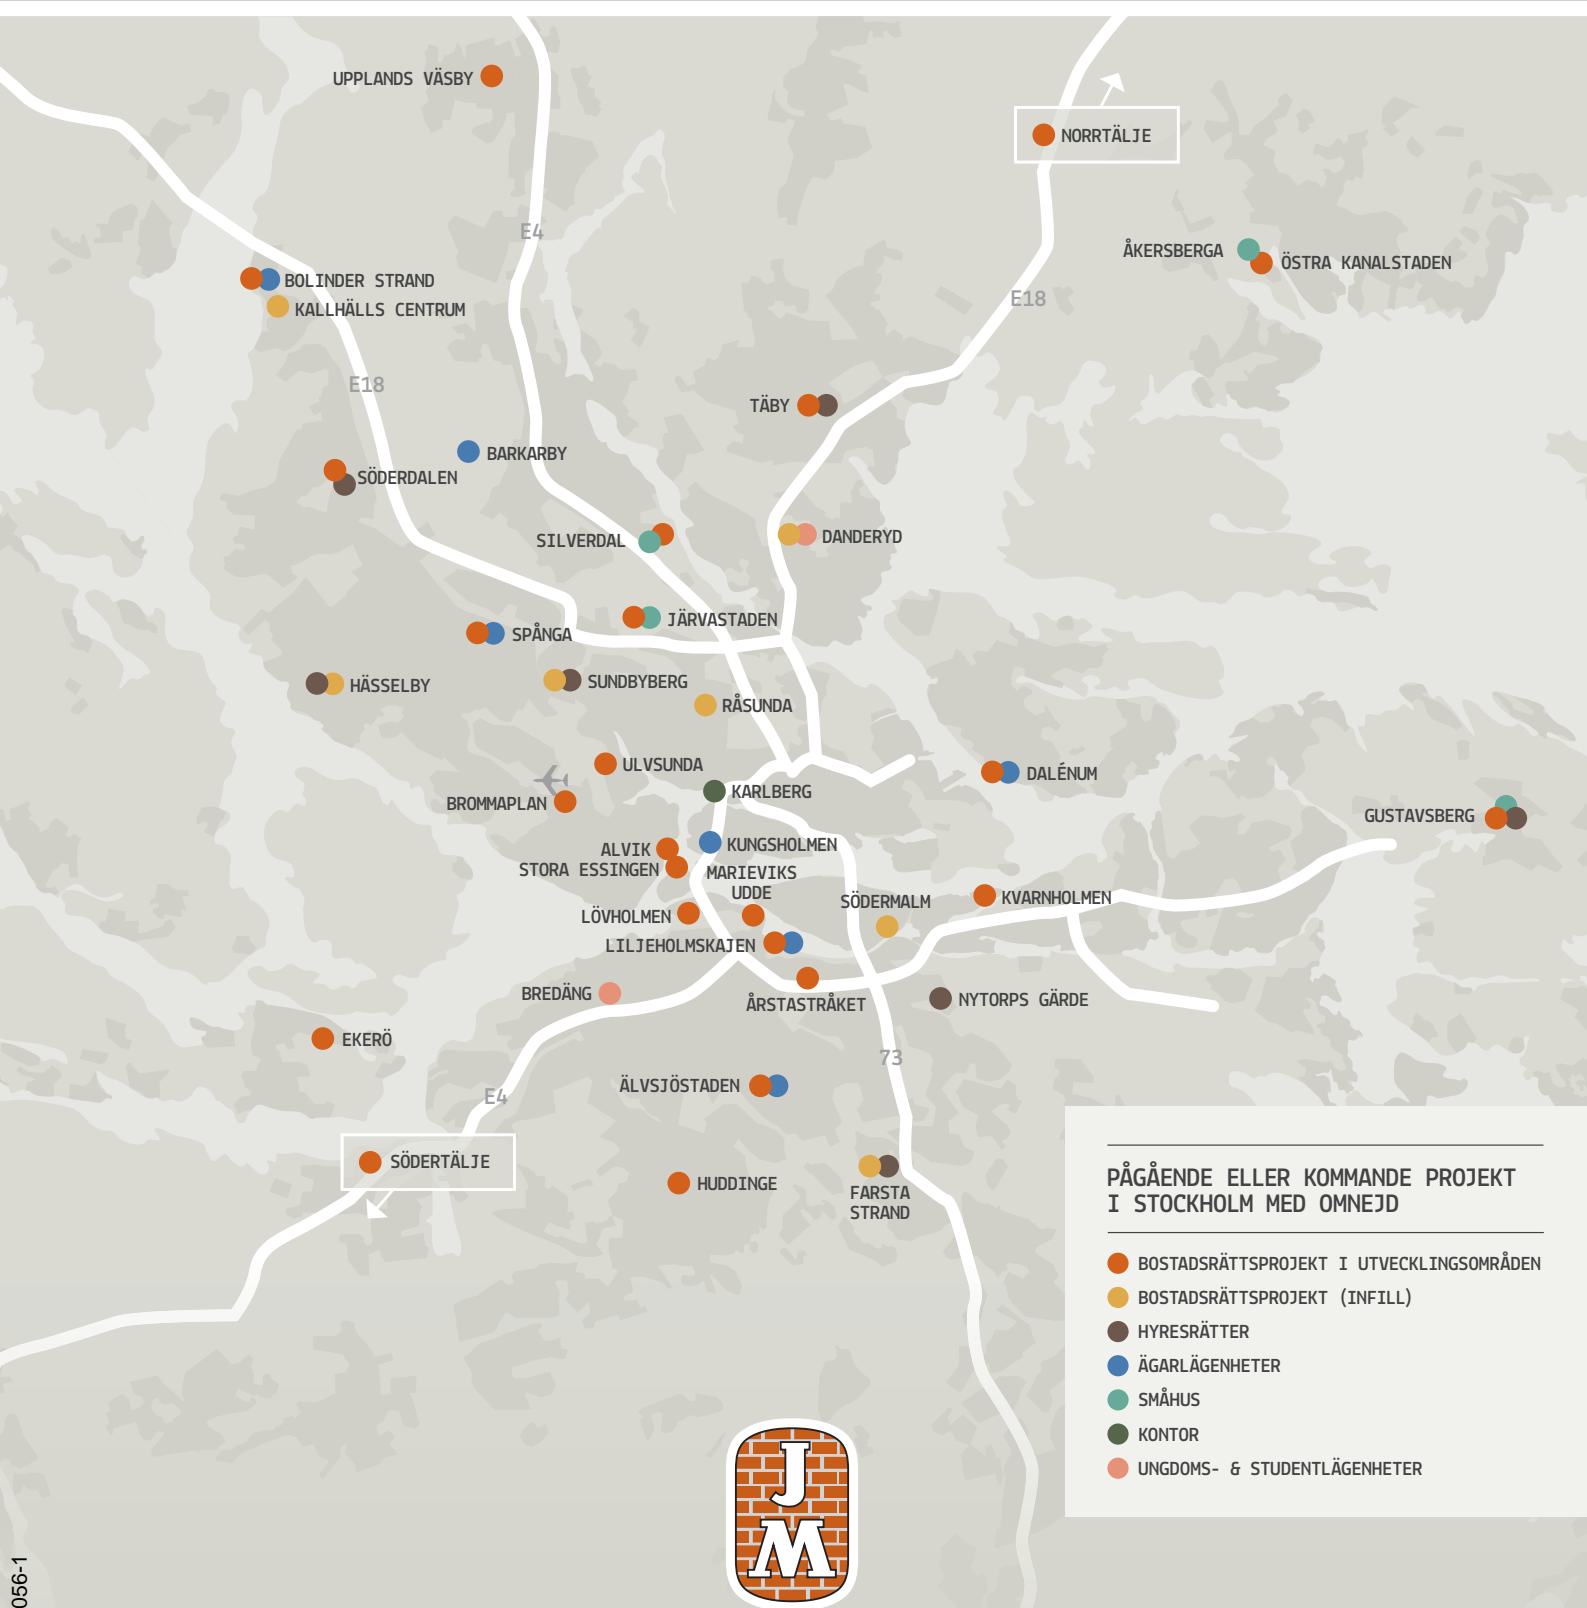 UPPLANDS VÄSBY
NORRTÄLJE
E4
ÅKERSBERGA
ÖSTRA KANALSTADEN
BOLINDER STRAND
KALLHÄLLS CENTRUM
E18
E18
TÄBY
BARKARBY
SÖDERDALEN
SILVERDAL
DANDERYD
JÄRVASTADEN
SPÅNGA
HÄSSELBY
SUNDBYBERG
RÅSUNDA
ULVSUNDA
DALÉNUM
KARLBERG
BROMMAPLAN
GUSTAVSBERG
KUNGSHOLMEN
ALVIK
STORA ESSINGEN
MARIEVIKS
UDDE
SÖDERMALM
KVARNHOLMEN
LÖVHOLMEN
LILJEHOLMSKAJEN
BREDÄNG
ÅRSTASTRÅKET
NYTORPS GÄRDE
EKERÖ
73
ÄLVSJÖSTADEN
E4
SÖDERTÄLJE
HUDDINGE
FARSTA
STRAND
PÅGÅENDE ELLER KOMMANDE PROJEKT
I STOCKHOLM MED OMNEJD
BOSTADSRÄTTSPROJEKT I UTVECKLINGSOMRÅDEN
BOSTADSRÄTTSPROJEKT (INFILL)
HYRESRÄTTER
ÄGARLÄGENHETER
SMÅHUS
KONTOR
UNGDOMS- & STUDENTLÄGENHETER
J
M
056-1